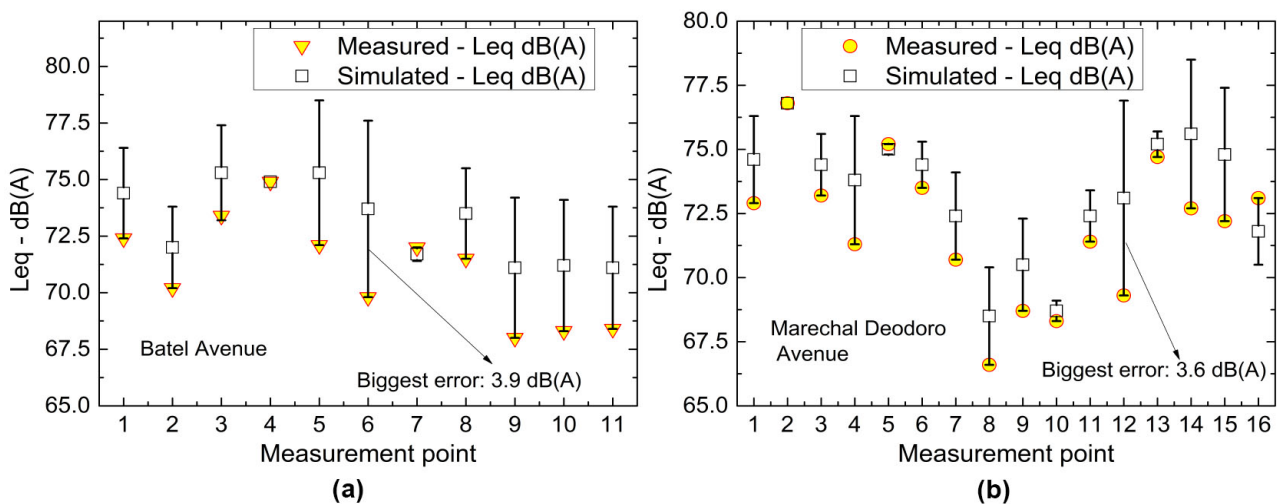 (a)
Measured - Leq dB(A)
Simulated - Leq dB(A)
80.0
77.5
75.0
72.5
70.0
67.5
65.0
Leq - dB(A)
Batel Avenue
Biggest error: 3.9 dB(A)
1 2 3 4 5 6 7 8 9 10 11
Measurement point
(a)
(b)
Measured - Leq dB(A)
Simulated - Leq dB(A)
80.0
77.5
75.0
72.5
70.0
67.5
65.0
Leq - dB(A)
Marechal Deodoro
Avenue
Biggest error: 3.6 dB(A)
1 2 3 4 5 6 7 8 9 10 11 12 13 14 15 16
Measurement point
(b)